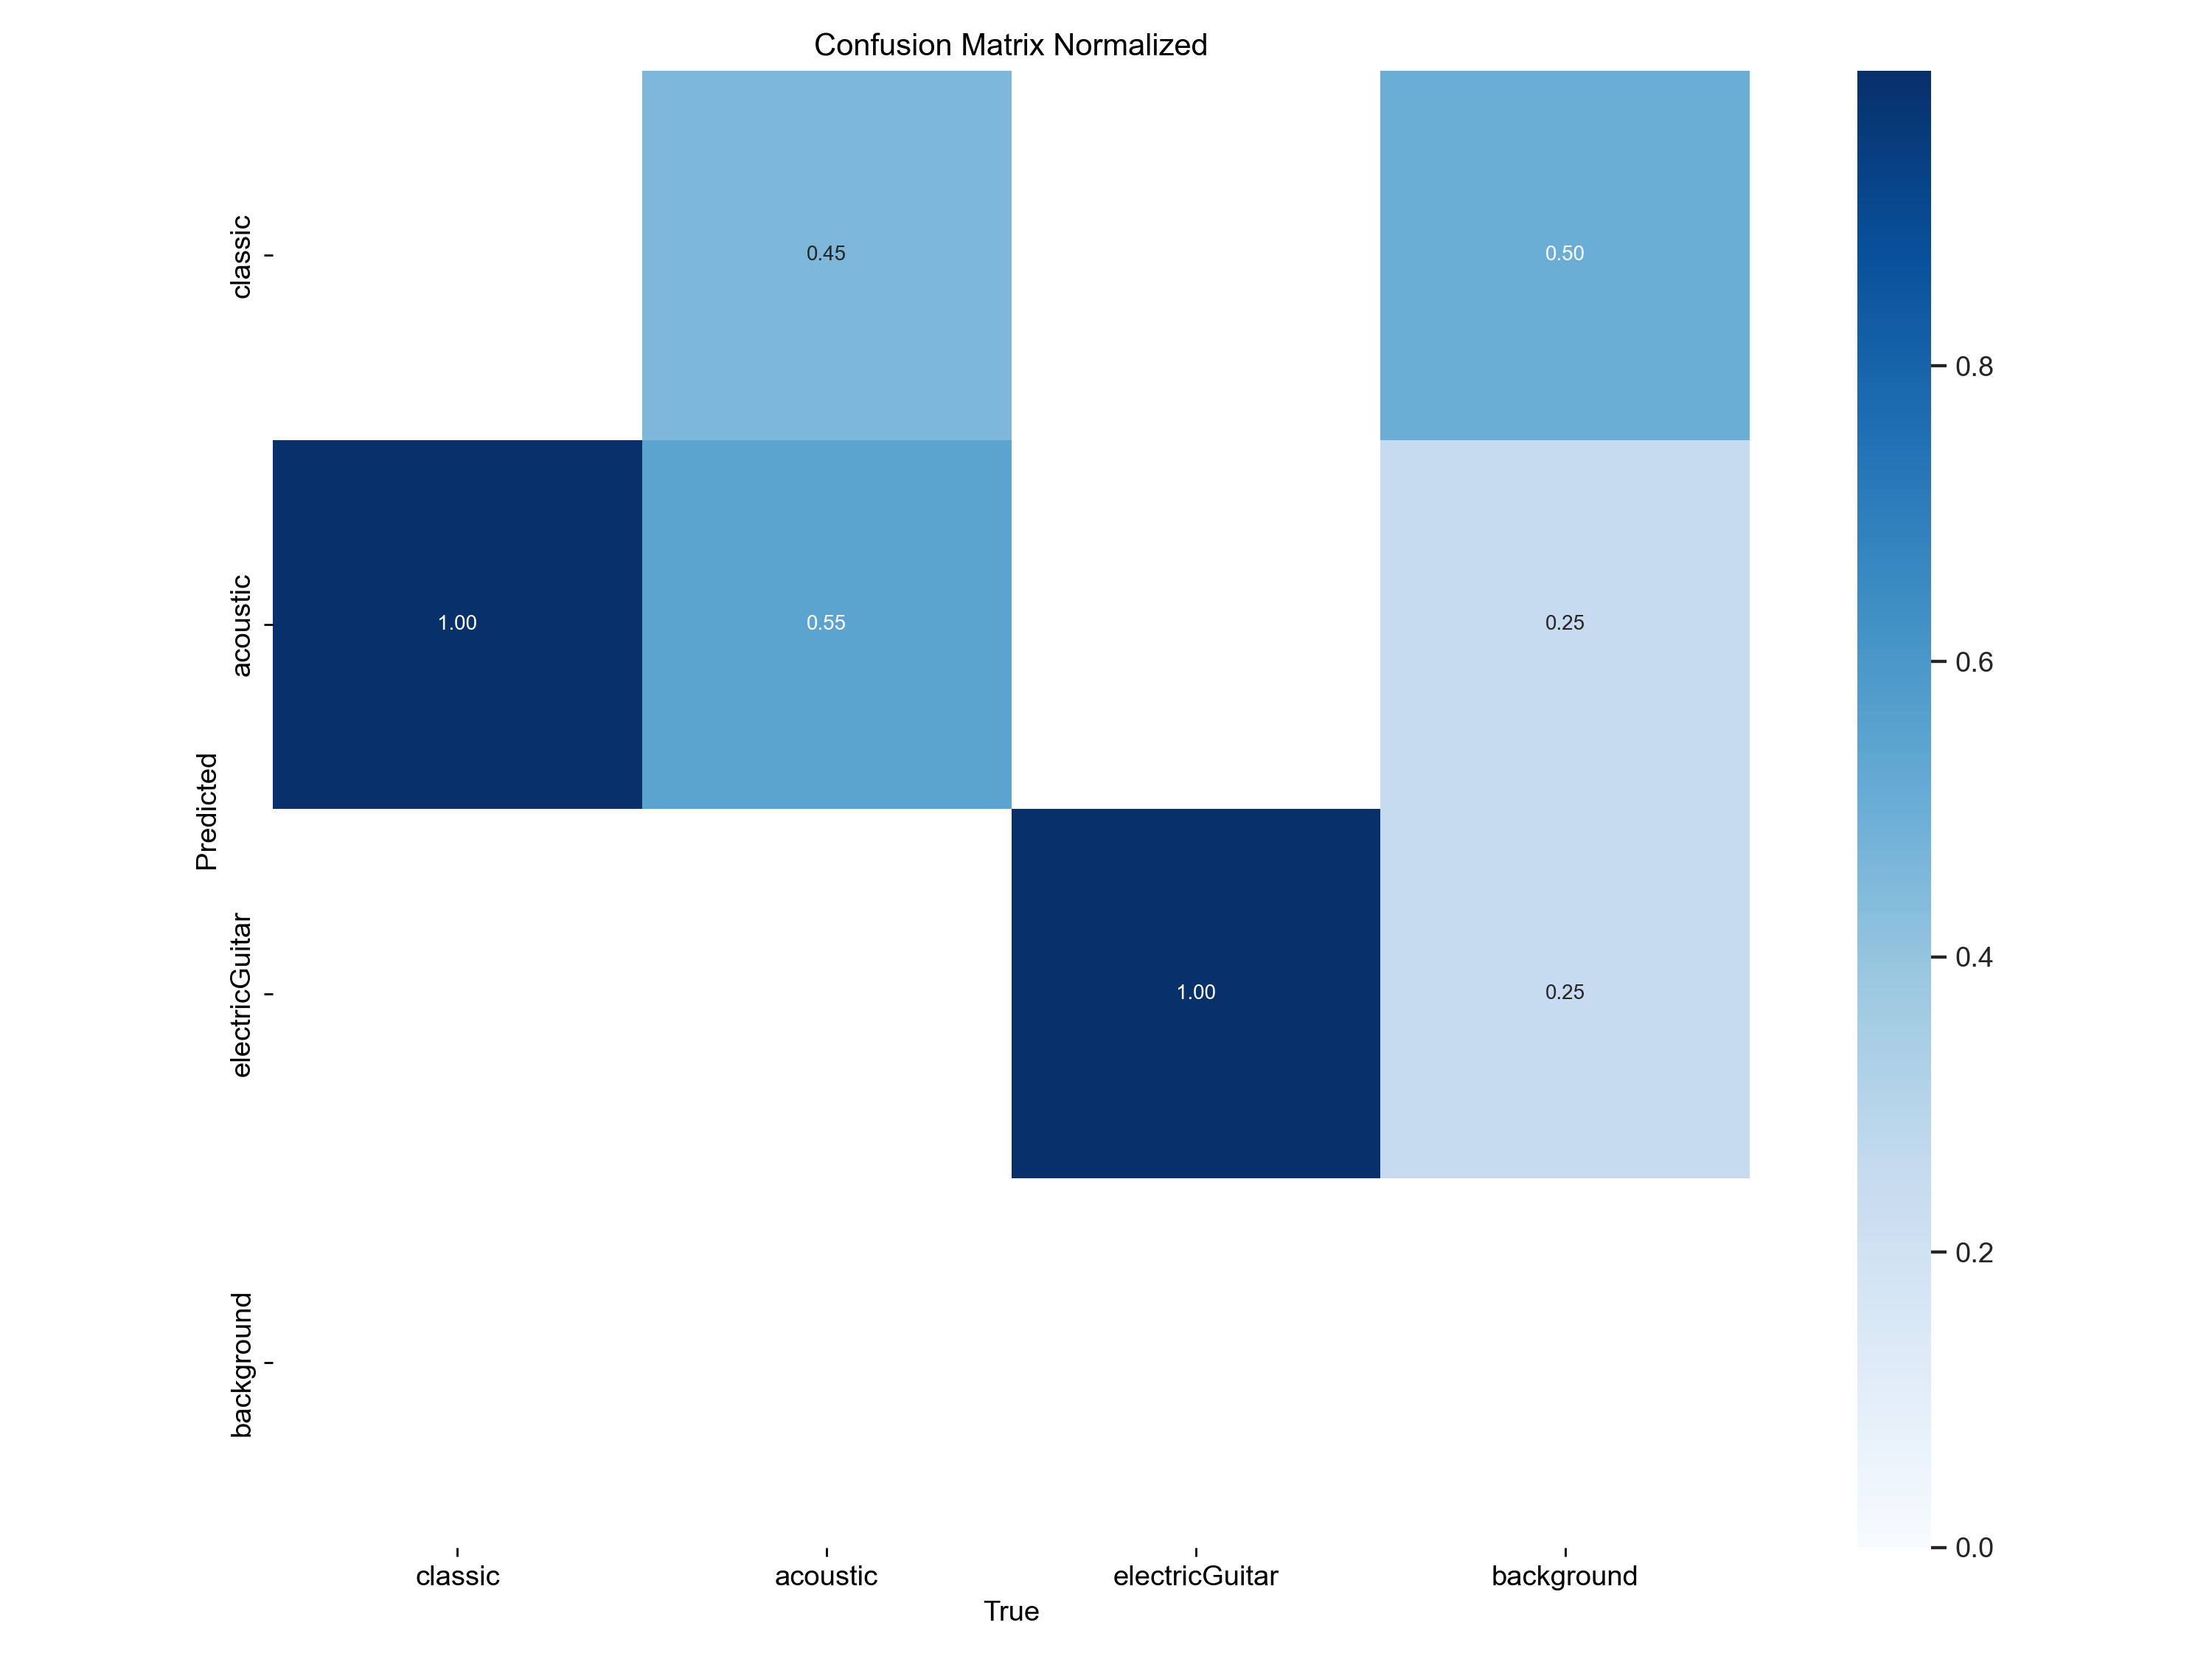 Confusion Matrix Normalized
classic
acoustic
electricGuitar
background
Predicted
0.45
0.50
1.00
0.55
0.25
1.00
0.25
classic
acoustic
electricGuitar
background
True
0.8
0.6
0.4
0.2
0.0